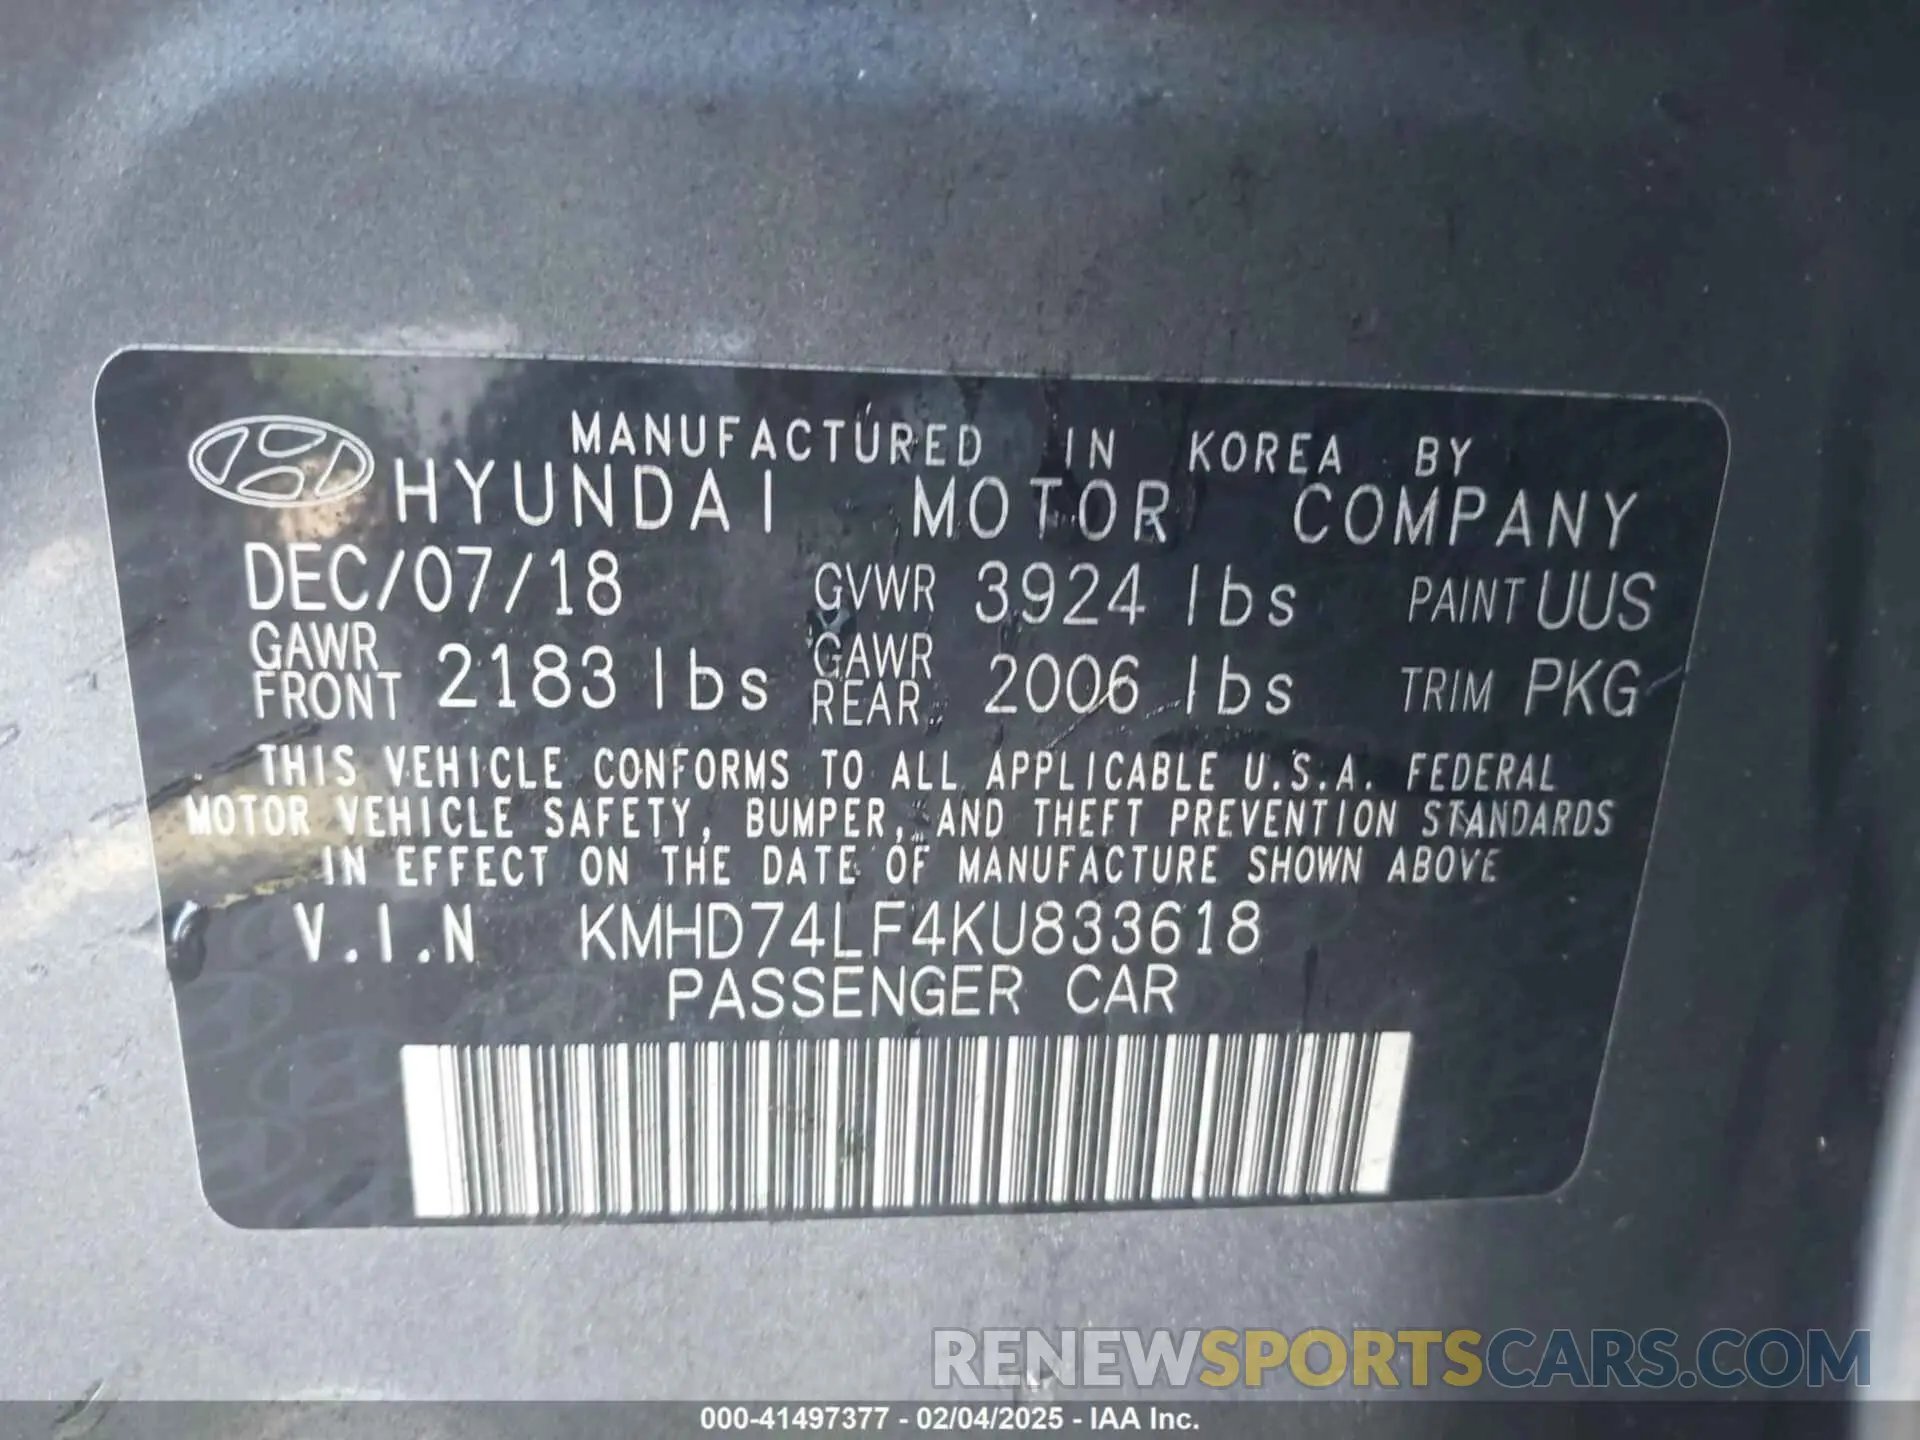 MANUFACTURED IN KOREA BY
HYUNDAI MOTOR COMPANY
DEC/07/18 GVWR 3924 lbs PAINT UUS
GAWR FRONT 2183 lbs GAWR REAR 2006 lbs TRIM PKG
THIS VEHICLE CONFORMS TO ALL APPLICABLE U.S.A. FEDERAL
MOTOR VEHICLE SAFETY, BUMPER, AND THEFT PREVENTION STANDARDS
IN EFFECT ON THE DATE OF MANUFACTURE SHOWN ABOVE
V.I.N KMHD74LF4KU833618
PASSENGER CAR
RENEWSPORTSCARS.COM
000-41497377 - 02/04/2025 - IAA Inc.